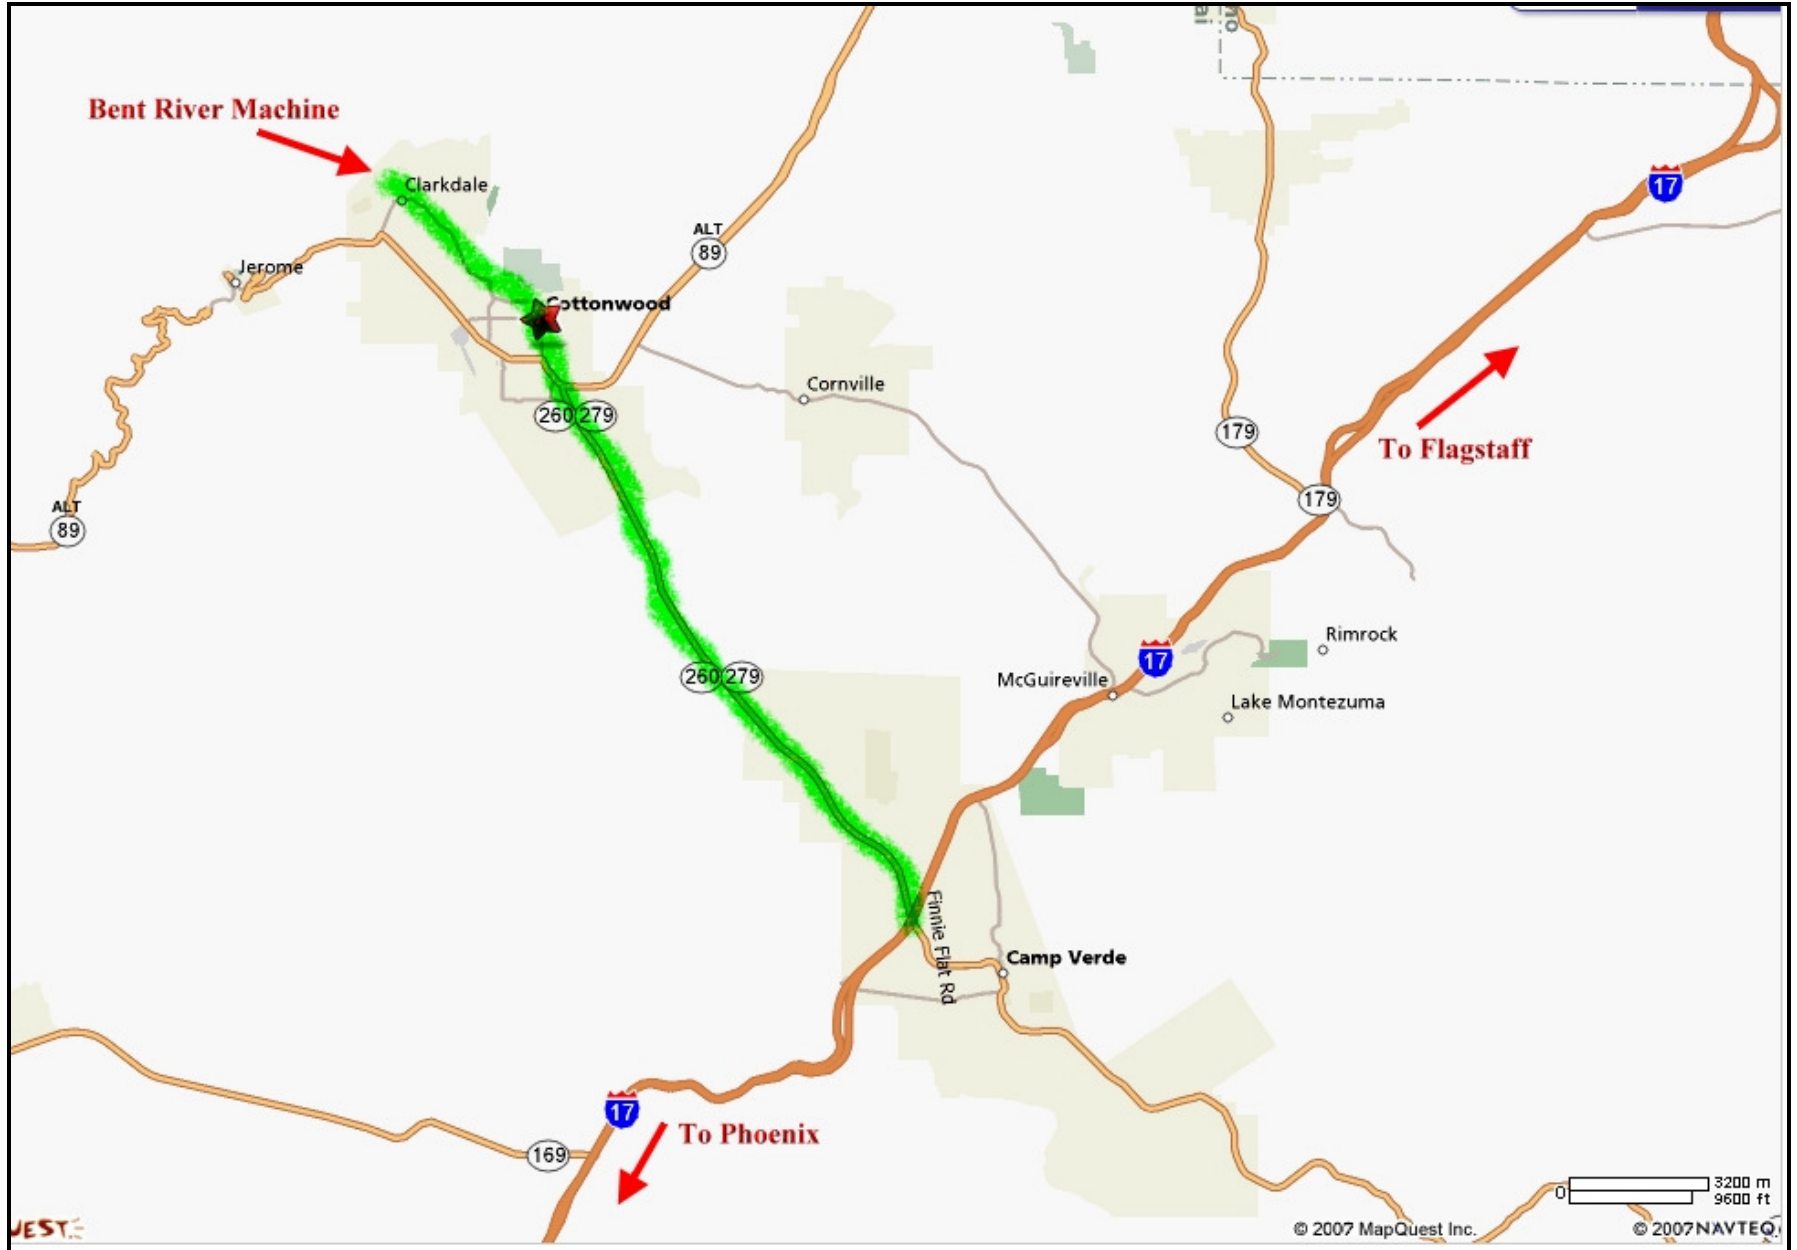 Bent River Machine
Clarkdale
ALT
89
17
Jerome
Cottonwood
Cornville
260 279
179
To Flagstaff
179
ALT
89
Rimrock
17
260 279
McGuireville
Lake Montezuma
Finnie Flat Rd
Camp Verde
17
To Phoenix
169
0
3200 m
9600 ft
© 2007 MapQuest Inc.
© 2007 NAVTEQ